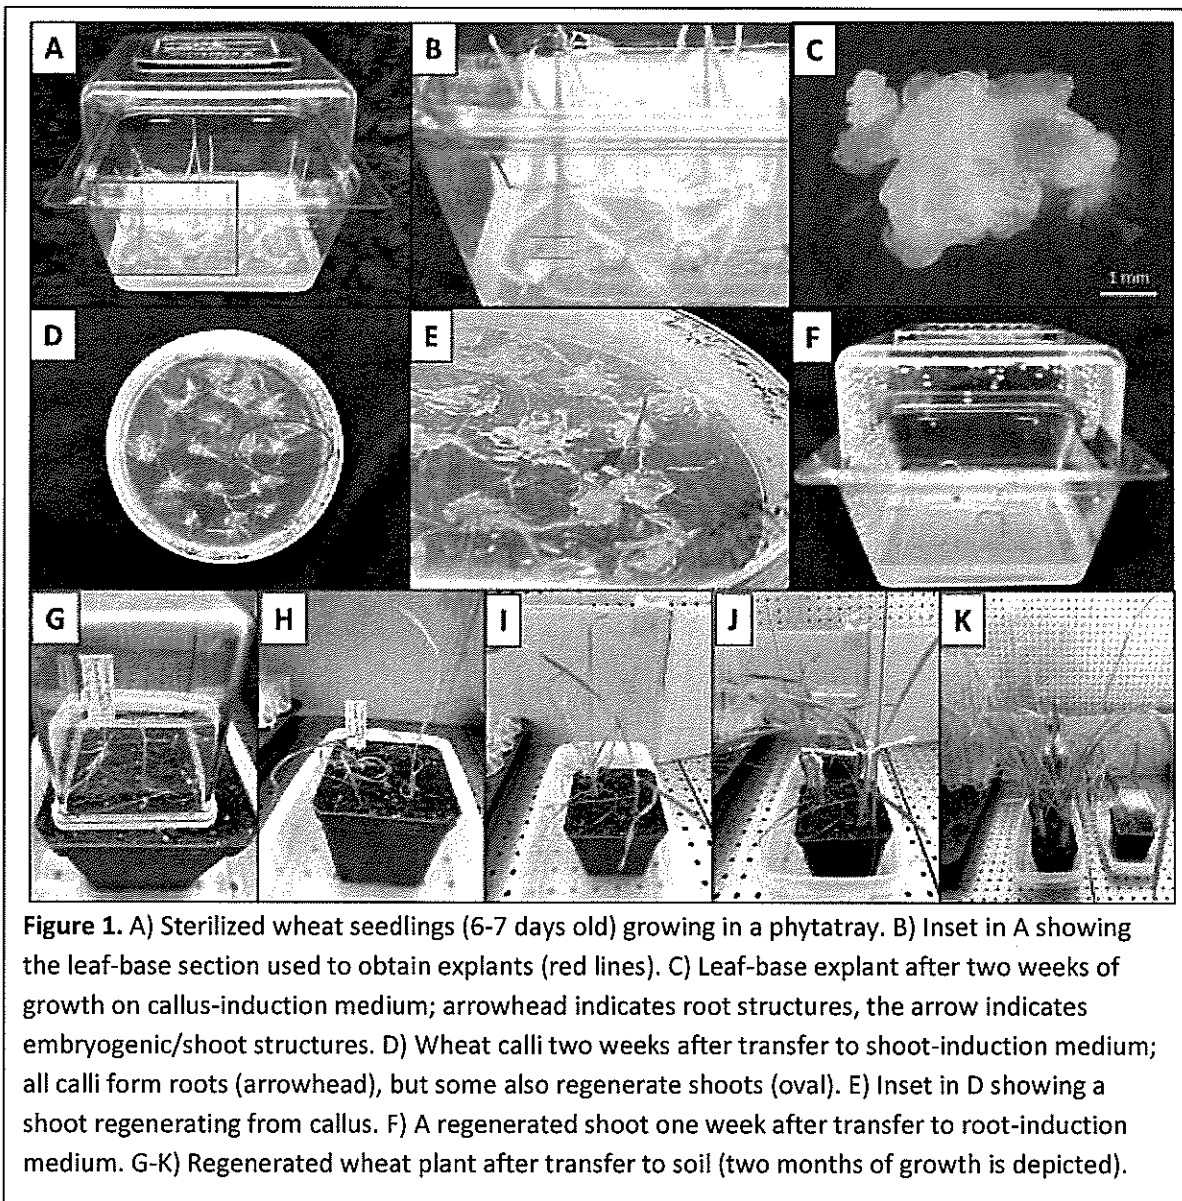 A
B
C
1 mm
D
E
F
G
H
I
J
K
Figure 1. A) Sterilized wheat seedlings (6-7 days old) growing in a phytatray. B) Inset in A showing
the leaf-base section used to obtain explants (red lines). C) Leaf-base explant after two weeks of
growth on callus-induction medium; arrowhead indicates root structures, the arrow indicates
embryogenic/shoot structures. D) Wheat calli two weeks after transfer to shoot-induction medium;
all calli form roots (arrowhead), but some also regenerate shoots (oval). E) Inset in D showing a
shoot regenerating from callus. F) A regenerated shoot one week after transfer to root-induction
medium. G-K) Regenerated wheat plant after transfer to soil (two months of growth is depicted).